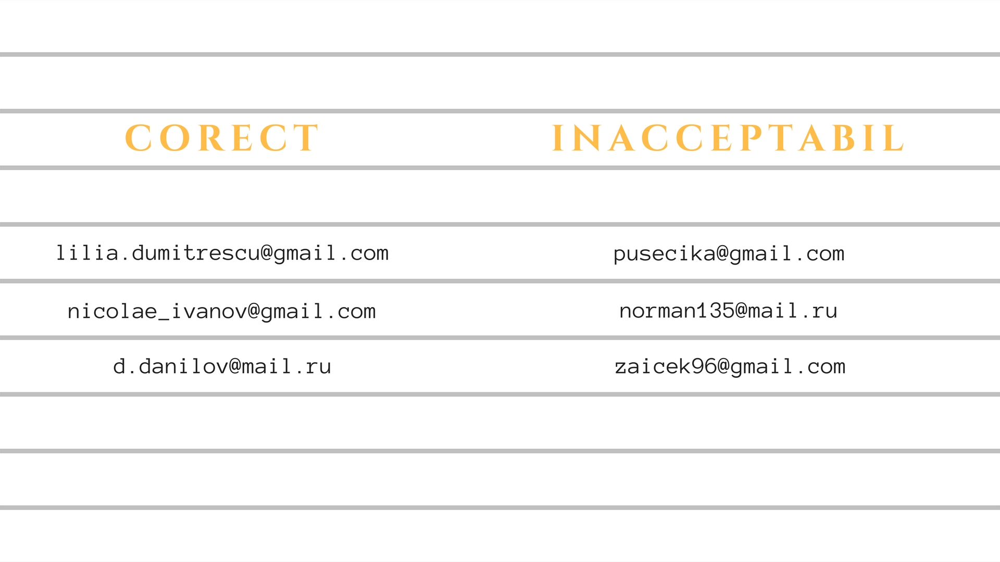 CORECT INACCEPTABIL
lilia.dumitrescu@gmail.com pusecika@gmail.com
nicolae_ivanov@gmail.com norman135@mail.ru
d.danilov@mail.ru zaicek96@gmail.com